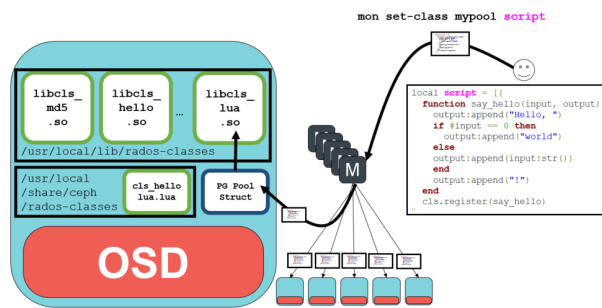 mon set-class mypool script
libcls_
md5
.so
libcls_
hello
.so
...
libcls_
lua
.so
/usr/local/lib/rados-classes
/usr/local
/share/ceph
/rados-classes
cls_hello
lua.lua
PG Pool
Struct
OSD
M
local script = [[
function say_hello(input, output)
output:append("Hello, ")
if #input == 0 then
output:append("world")
else
output:append(input:str())
end
output:append("!")
end
cls.register(say_hello)